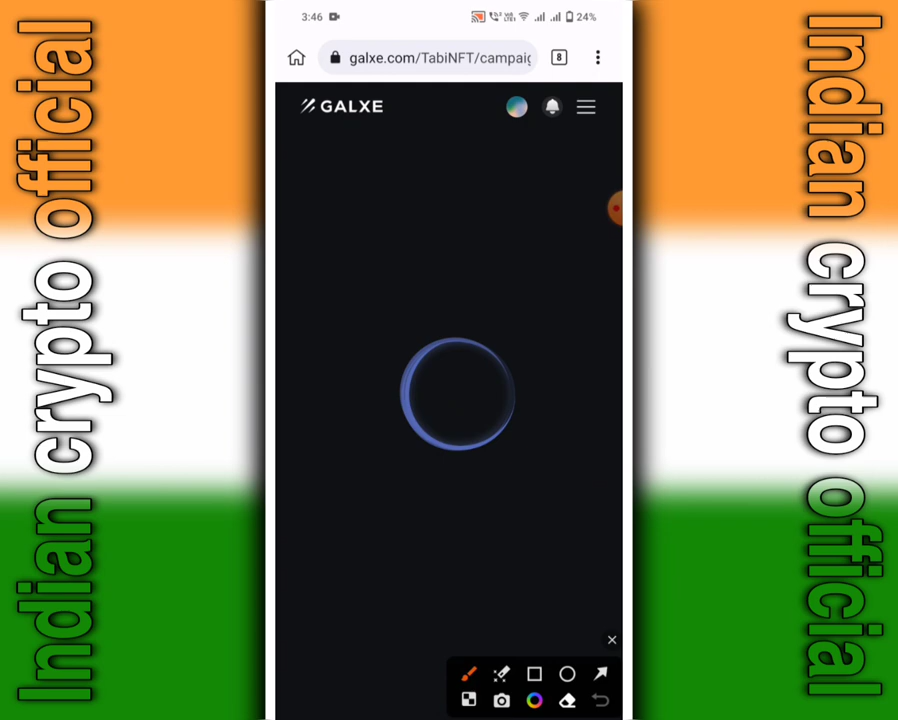 Indian crypto official
3:46
24%
galxe.com/TabiNFT/campaig
8
GALXE
Indian crypto official